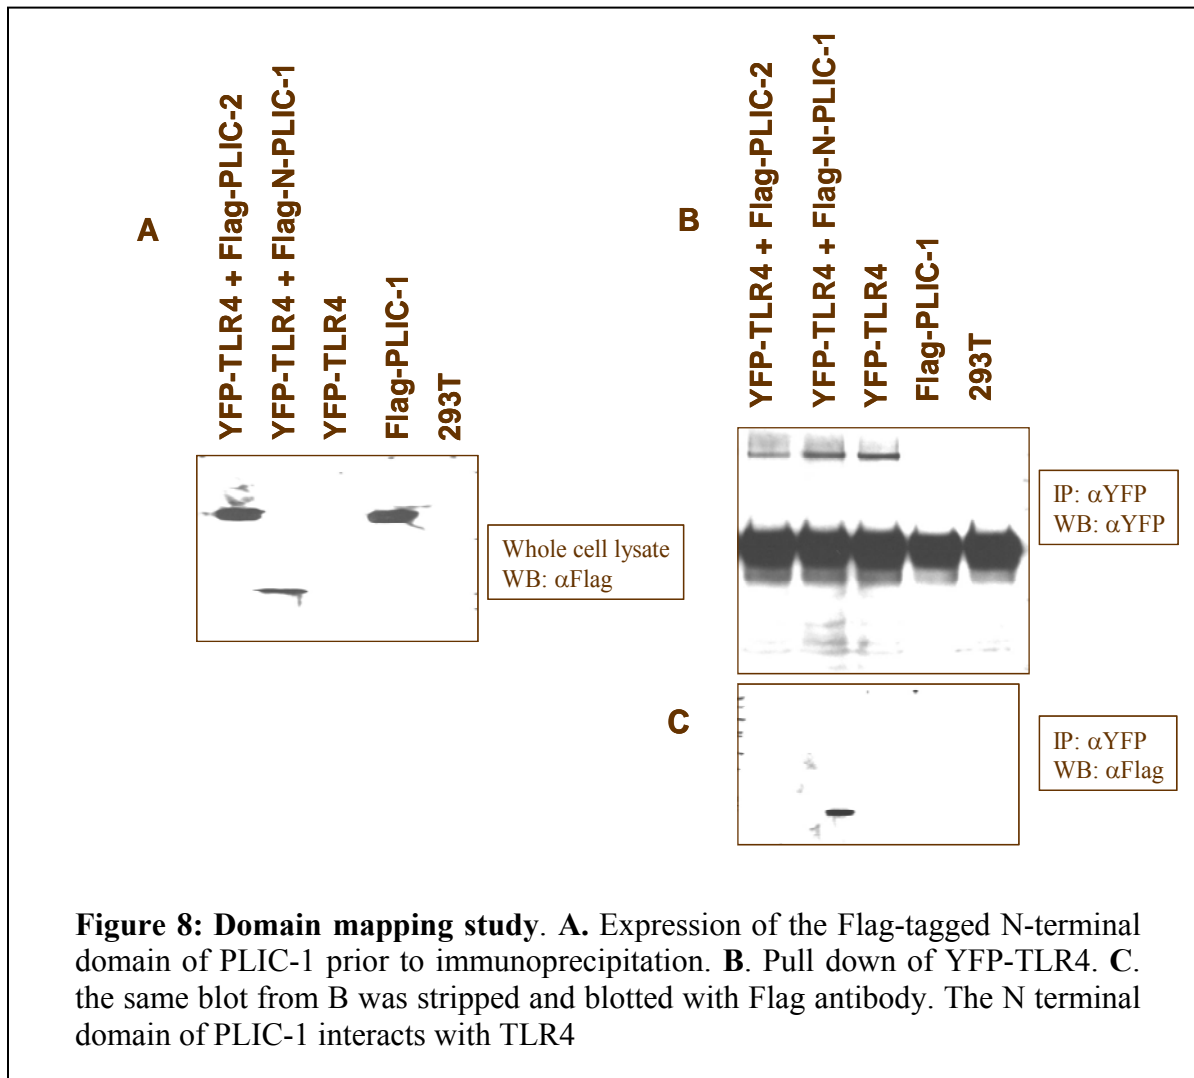 A
YFP-TLR4 + Flag-PLIC-2
YFP-TLR4 + Flag-N-PLIC-1
YFP-TLR4
Flag-PLIC-1
293T
Whole cell lysate
WB: αFlag
B
YFP-TLR4 + Flag-PLIC-2
YFP-TLR4 + Flag-N-PLIC-1
YFP-TLR4
Flag-PLIC-1
293T
IP: αYFP
WB: αYFP
C
IP: αYFP
WB: αFlag
Figure 8: Domain mapping study. A. Expression of the Flag-tagged N-terminal
domain of PLIC-1 prior to immunoprecipitation. B. Pull down of YFP-TLR4. C.
the same blot from B was stripped and blotted with Flag antibody. The N terminal
domain of PLIC-1 interacts with TLR4